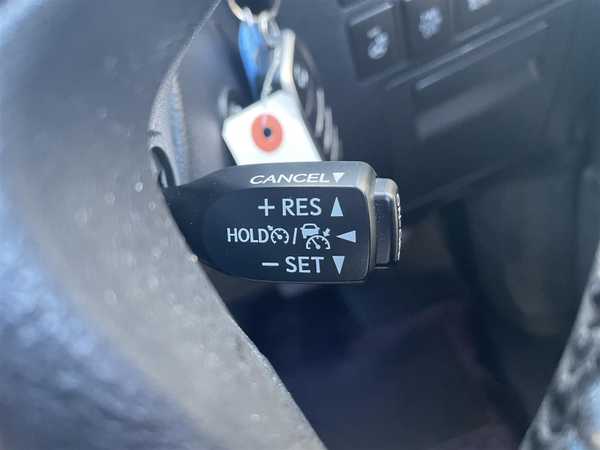 CANCEL▼
+ RES ▲
HOLD / ◀
− SET ▼